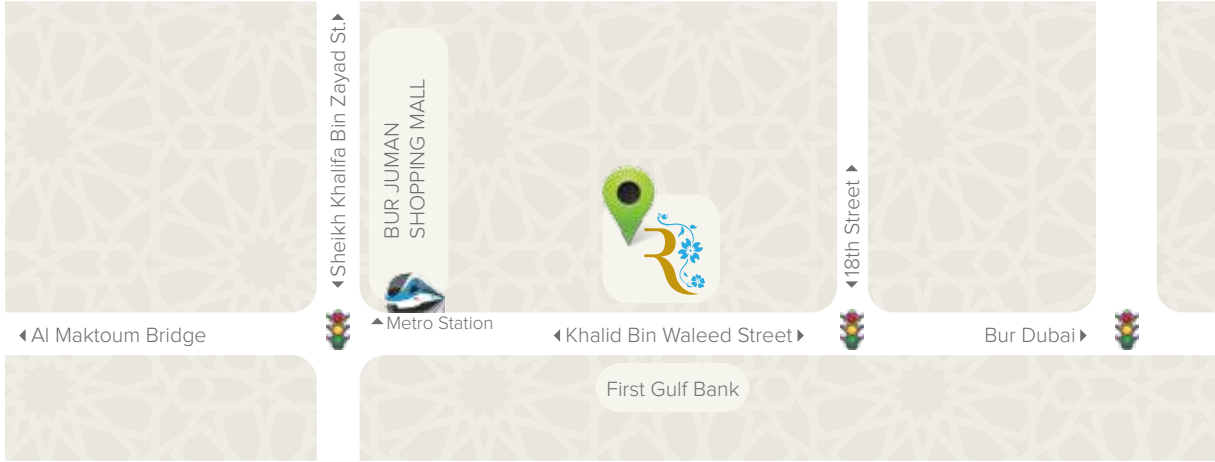 Sheikh Khalifa Bin Zayad St.
BUR JUMAN
SHOPPING MALL
18th Street
R
Al Maktoum Bridge
Metro Station
Khalid Bin Waleed Street
Bur Dubai
First Gulf Bank